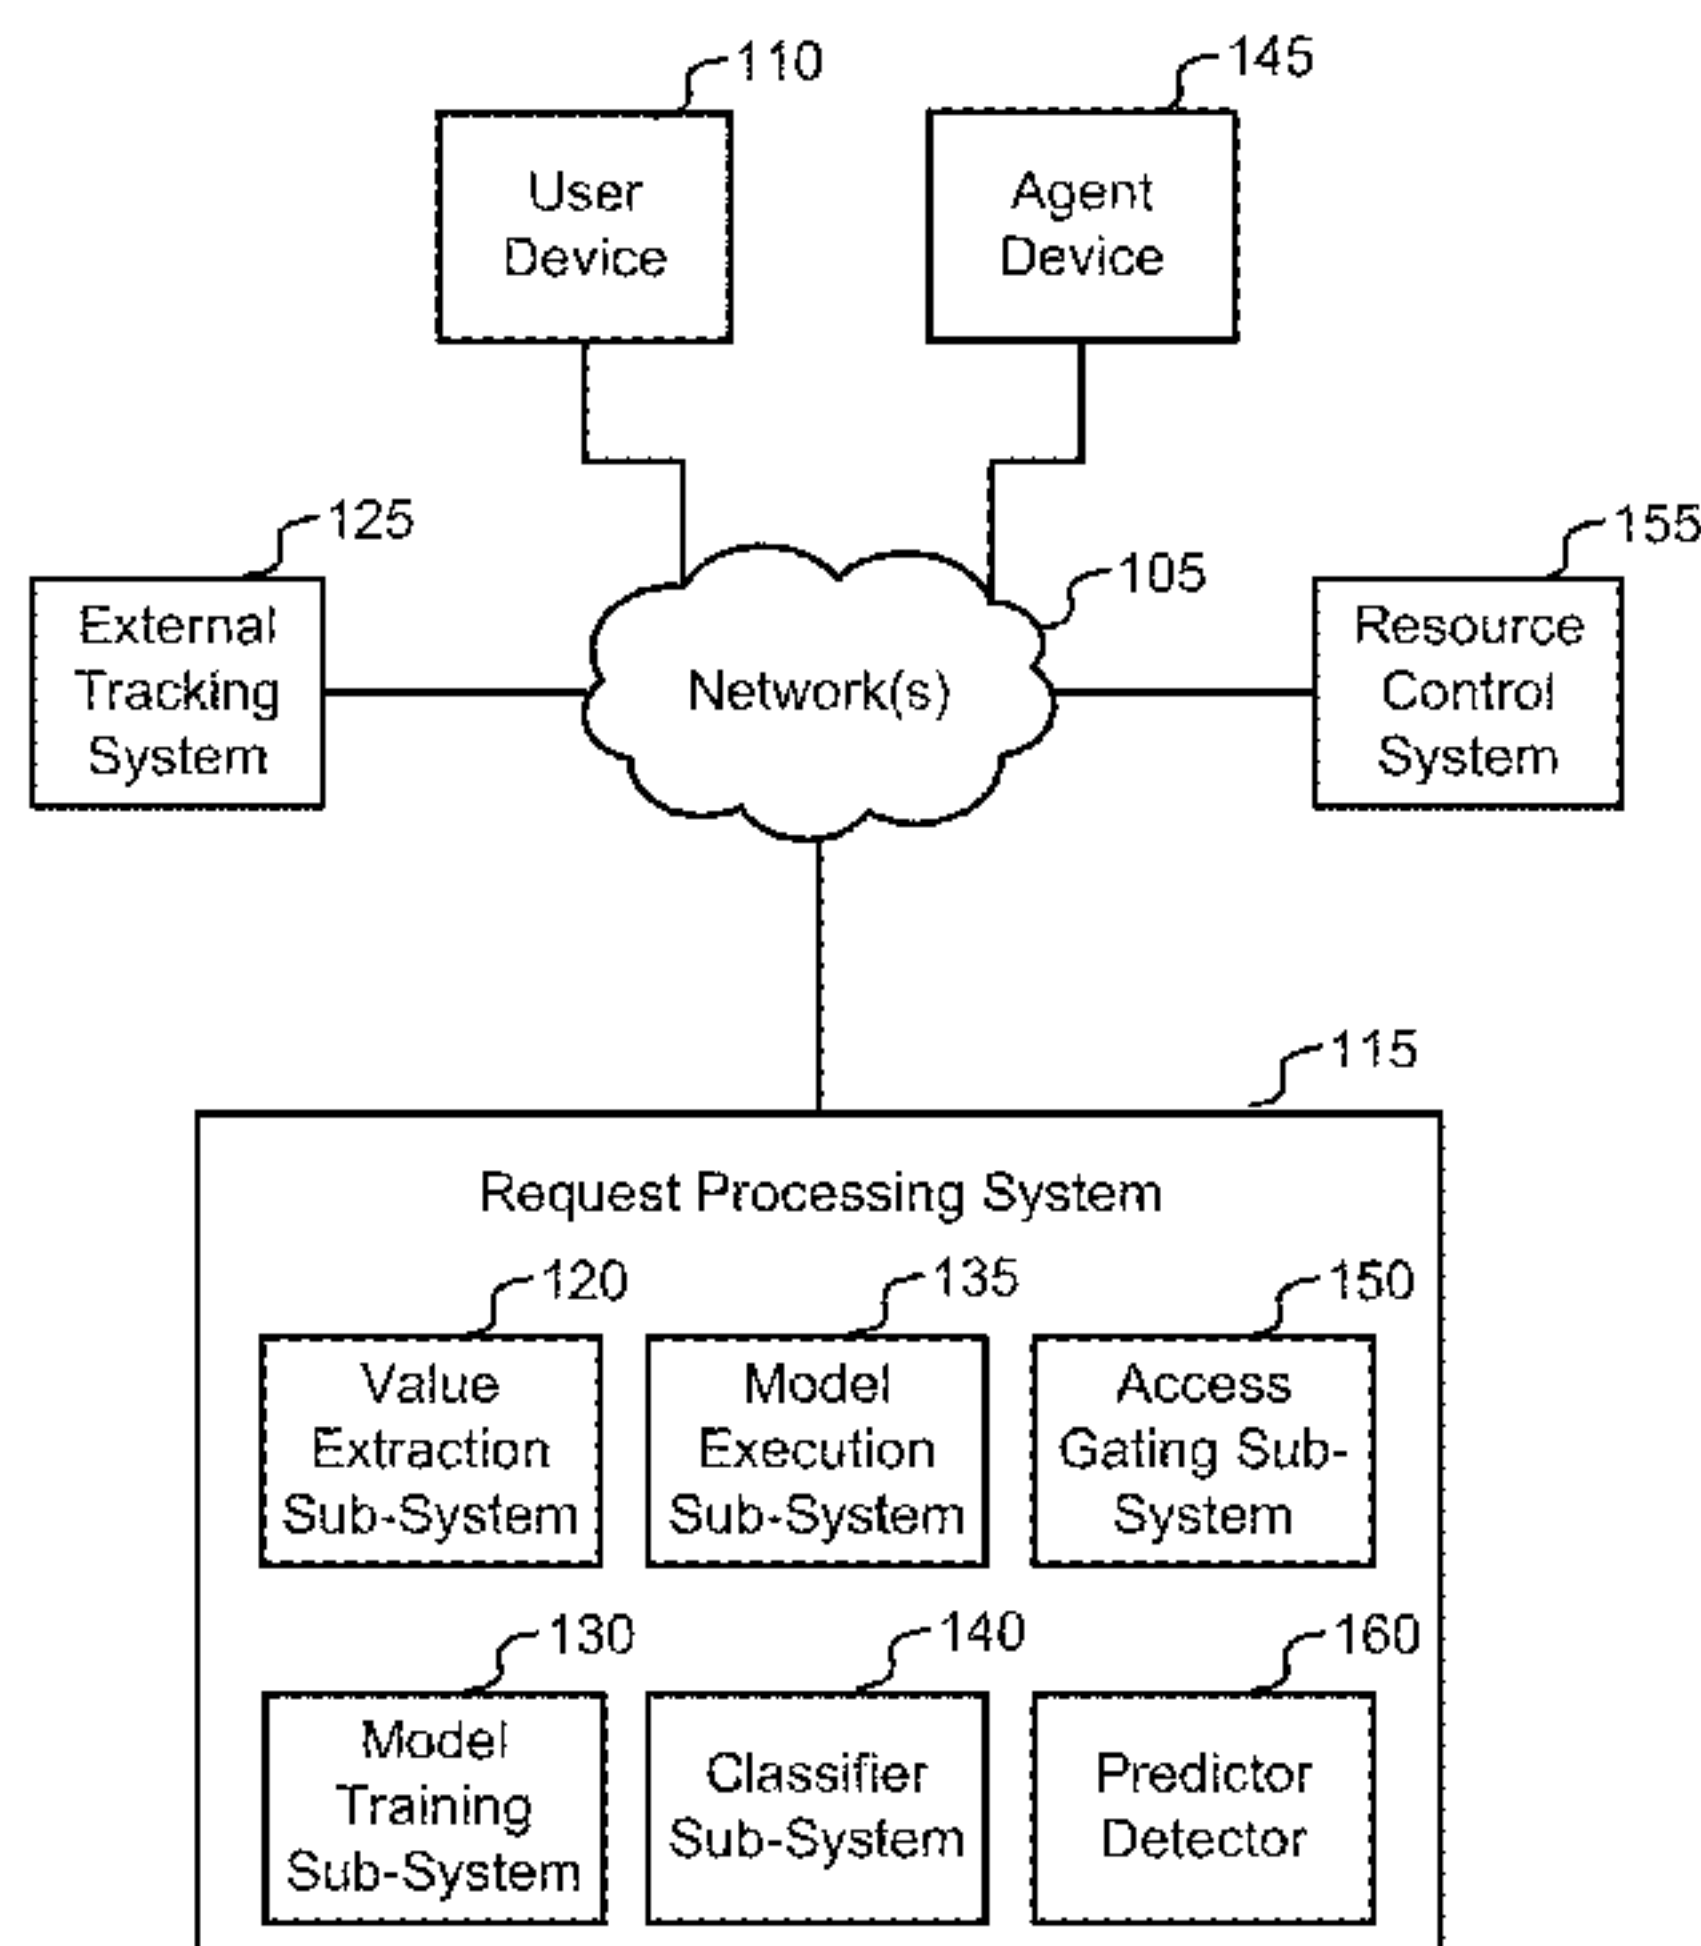 110
145
User
Device
Agent
Device
125
105
155
External
Tracking
System
Network(s)
Resource
Control
System
115
Request Processing System
120
135
150
Value
Extraction
Sub-System
Model
Execution
Sub-System
Access
Gating Sub-
System
130
140
160
Model
Training
Sub-System
Classifier
Sub-System
Predictor
Detector